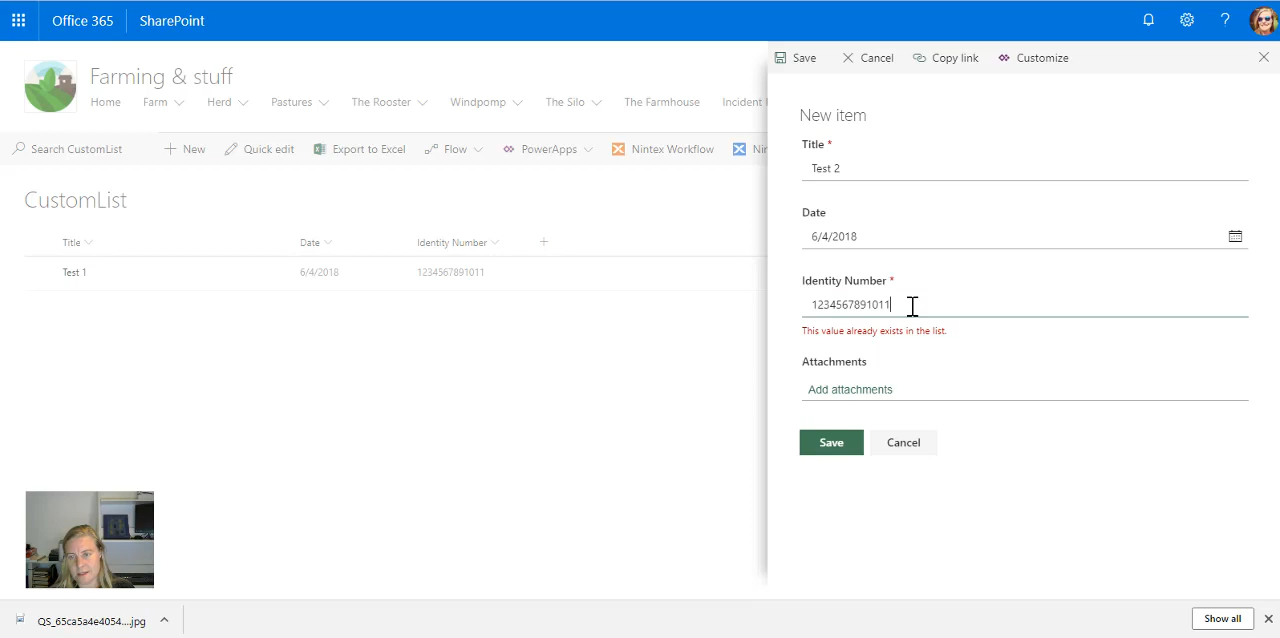 Office 365 SharePoint ?
Farming & stuff
Home Farm Herd Pastures The Rooster Windpomp The Silo The Farmhouse Incident
Search CustomList New Quick edit Export to Excel Flow PowerApps Nintex Workflow Nin
CustomList
Title Date Identity Number
Test 1 6/4/2018 1234567891011
Save Cancel Copy link Customize
New item
Title *
Test 2
Date
6/4/2018
Identity Number *
1234567891011
This value already exists in the list.
Attachments
Add attachments
Save Cancel
QS_65ca5a4e4054....jpg Show all